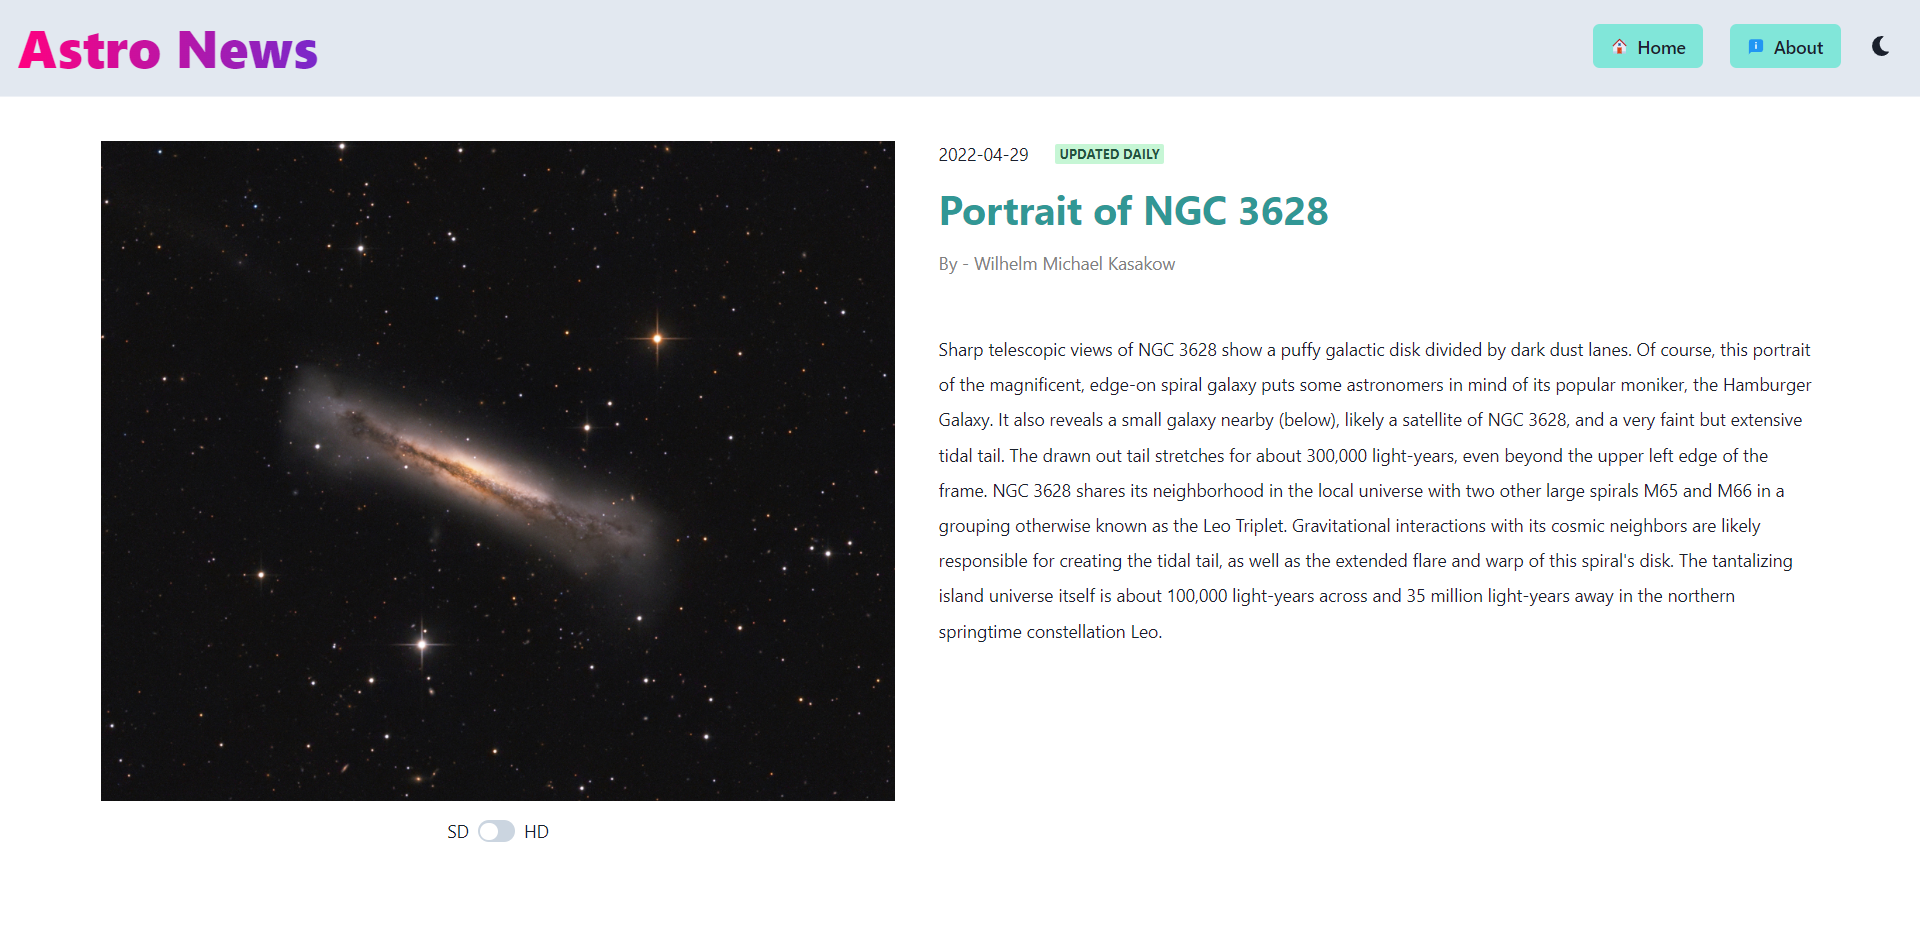 Astro News
Home
About
2022-04-29 UPDATED DAILY
Portrait of NGC 3628
By - Wilhelm Michael Kasakow
Sharp telescopic views of NGC 3628 show a puffy galactic disk divided by dark dust lanes. Of course, this portrait
of the magnificent, edge-on spiral galaxy puts some astronomers in mind of its popular moniker, the Hamburger
Galaxy. It also reveals a small galaxy nearby (below), likely a satellite of NGC 3628, and a very faint but extensive
tidal tail. The drawn out tail stretches for about 300,000 light-years, even beyond the upper left edge of the
frame. NGC 3628 shares its neighborhood in the local universe with two other large spirals M65 and M66 in a
grouping otherwise known as the Leo Triplet. Gravitational interactions with its cosmic neighbors are likely
responsible for creating the tidal tail, as well as the extended flare and warp of this spiral's disk. The tantalizing
island universe itself is about 100,000 light-years across and 35 million light-years away in the northern
springtime constellation Leo.
SD HD